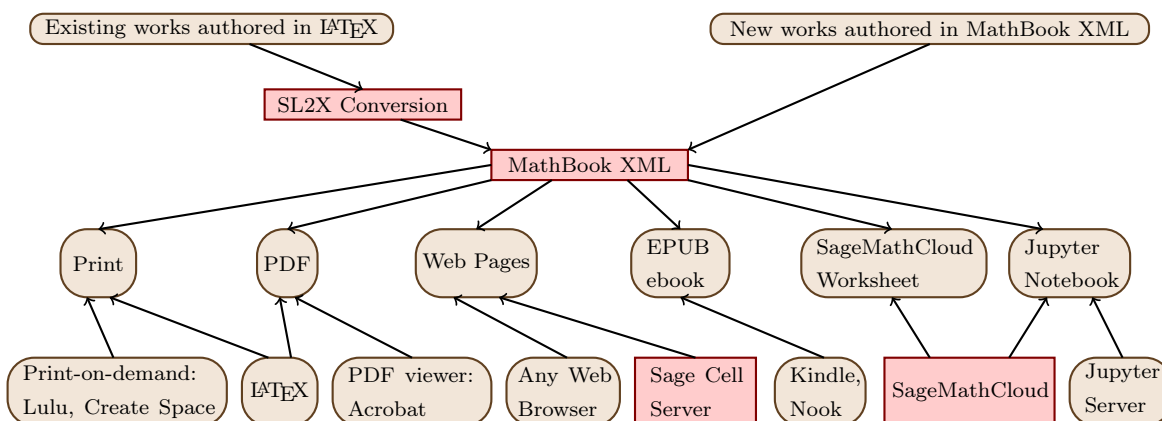 Existing works authored in LATEX
New works authored in MathBook XML
SL2X Conversion
MathBook XML
Print
PDF
Web Pages
EPUB
ebook
SageMathCloud
Worksheet
Jupyter
Notebook
Print-on-demand:
Lulu, Create Space
LATEX
PDF viewer:
Acrobat
Any Web
Browser
Sage Cell
Server
Kindle,
Nook
SageMathCloud
Jupyter
Server